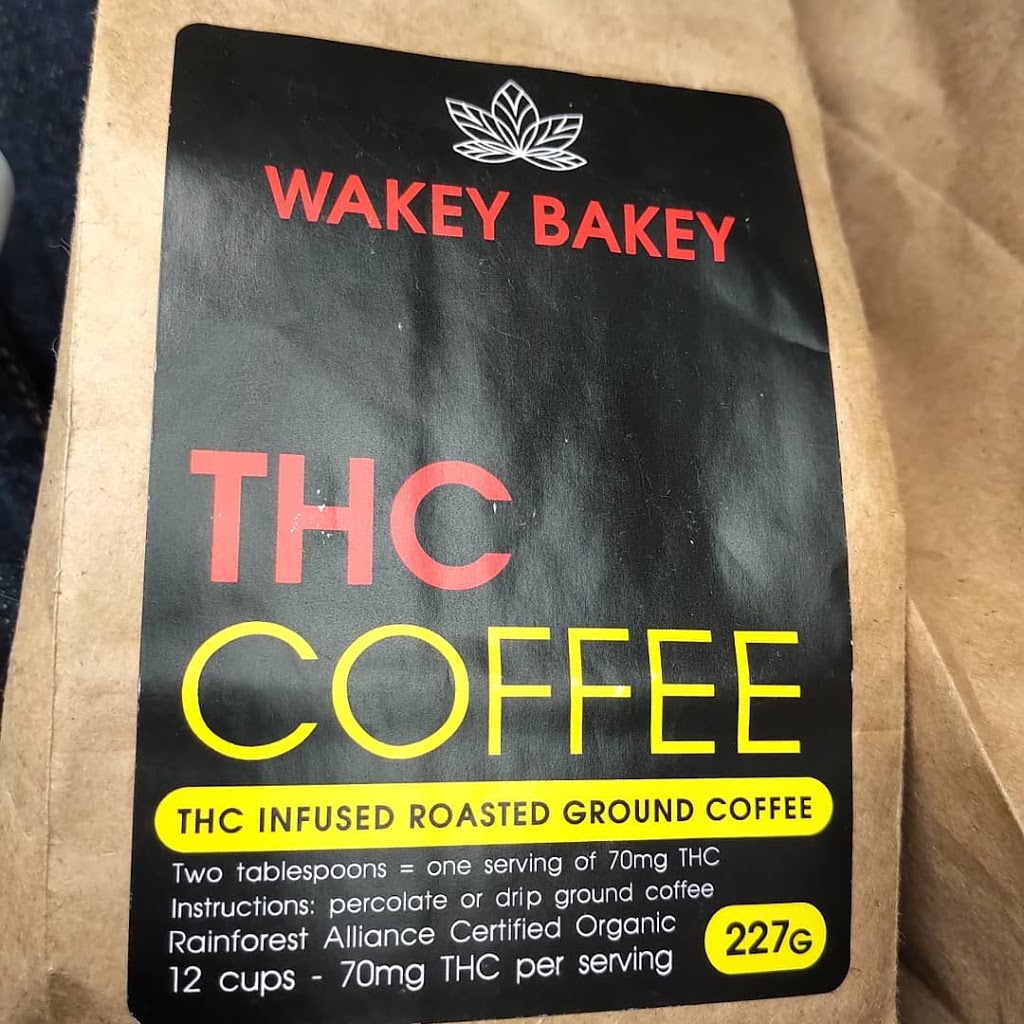 WAKEY BAKEY
THC
COFFEE
THC INFUSED ROASTED GROUND COFFEE
Two tablespoons = one serving of 70mg THC
Instructions: percolate or drip ground coffee
Rainforest Alliance Certified Organic
12 cups - 70mg THC per serving
227G